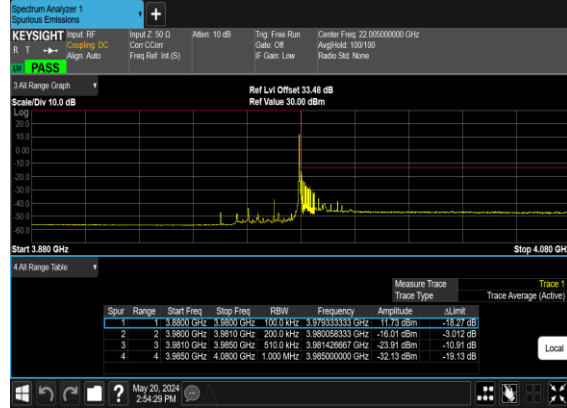 Spectrum Analyzer 1
Spurious Emissions
+
KEYSIGHT Input: RF Input Z: 50 Ω Atten: 10 dB Trig: Free Run Center Freq: 22.005000000 GHz
R T Coupling: DC Corr CCorr Gate: Off Avg|Hold: 100/100
Align: Auto Freq Ref: Int (S) IF Gain: Low Radio Std: None
LW PASS
3 All Range Graph
Ref Lvl Offset 33.48 dB
Scale/Div 10.0 dB Ref Value 30.00 dBm
Log
20.0
10.0
0.00
-10.0
-20.0
-30.0
-40.0
-50.0
-60.0
Start 3.880 GHz Stop 4.080 GHz
4 All Range Table
Measure Trace Trace 1
Trace Type Trace Average (Active)
Spur Range Start Freq Stop Freq RBW Frequency Amplitude ΔLimit
1 1 3.8800 GHz 3.9800 GHz 100.0 kHz 3.979333333 GHz 11.73 dBm -18.27 dB
2 2 3.9800 GHz 3.9810 GHz 200.0 kHz 3.980058333 GHz -16.01 dBm -3.012 dB
3 3 3.9810 GHz 3.9850 GHz 510.0 kHz 3.981426667 GHz -23.91 dBm -10.91 dB
4 4 3.9850 GHz 4.0800 GHz 1.000 MHz 3.985000000 GHz -32.13 dBm -19.13 dB
Local
?
May 20, 2024
2:54:29 PM